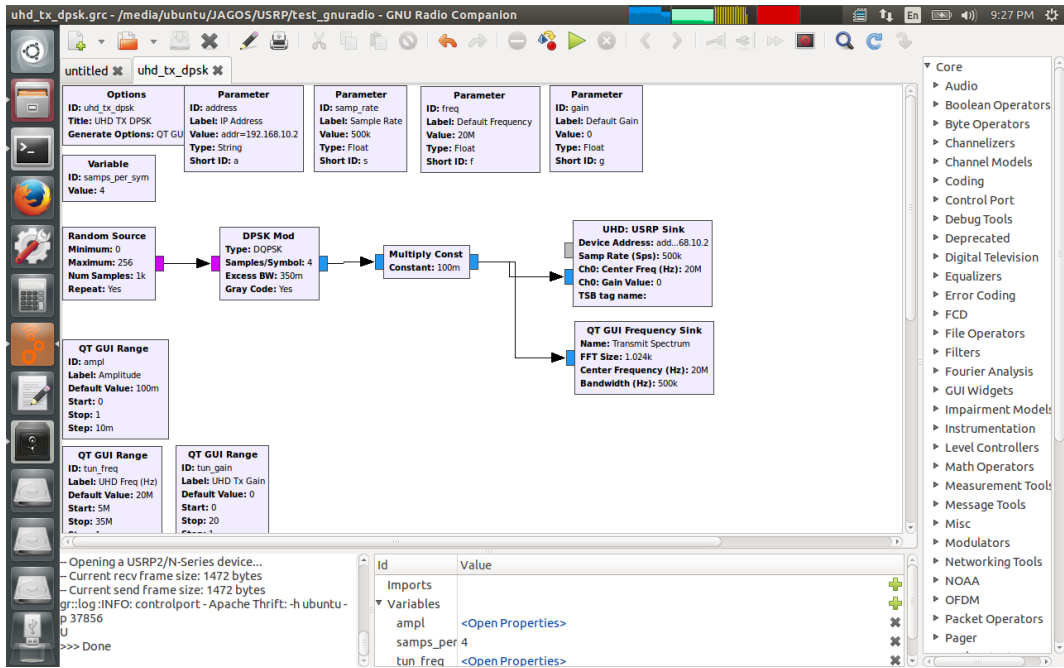 uhd_tx_dpsk.grc - /media/ubuntu/JAGOS/USRP/test_gnuradio - GNU Radio Companion
En
9:27 PM
untitled
uhd_tx_dpsk
Options
ID: uhd_tx_dpsk
Title: UHD TX DPSK
Generate Options: QT GU
Parameter
ID: address
Label: IP Address
Value: addr=192.168.10.2
Type: String
Short ID: a
Parameter
ID: samp_rate
Label: Sample Rate
Value: 500k
Type: Float
Short ID: s
Parameter
ID: freq
Label: Default Frequency
Value: 20M
Type: Float
Short ID: f
Parameter
ID: gain
Label: Default Gain
Value: 0
Type: Float
Short ID: g
Variable
ID: samps_per_sym
Value: 4
Random Source
Minimum: 0
Maximum: 256
Num Samples: 1k
Repeat: Yes
DPSK Mod
Type: DQPSK
Samples/Symbol: 4
Excess BW: 350m
Gray Code: Yes
Multiply Const
Constant: 100m
UHD: USRP Sink
Device Address: add...68.10.2
Samp Rate (Sps): 500k
Ch0: Center Freq (Hz): 20M
Ch0: Gain Value: 0
TSB tag name:
QT GUI Frequency Sink
Name: Transmit Spectrum
FFT Size: 1.024k
Center Frequency (Hz): 20M
Bandwidth (Hz): 500k
QT GUI Range
ID: ampl
Label: Amplitude
Default Value: 100m
Start: 0
Stop: 1
Step: 10m
QT GUI Range
ID: tun_freq
Label: UHD Freq (Hz)
Default Value: 20M
Start: 5M
Stop: 35M
QT GUI Range
ID: tun_gain
Label: UHD Tx Gain
Default Value: 0
Start: 0
Stop: 20
Core
Audio
Boolean Operators
Byte Operators
Channelizers
Channel Models
Coding
Control Port
Debug Tools
Deprecated
Digital Television
Equalizers
Error Coding
FCD
File Operators
Filters
Fourier Analysis
GUI Widgets
Impairment Models
Instrumentation
Level Controllers
Math Operators
Measurement Tools
Message Tools
Misc
Modulators
Networking Tools
NOAA
OFDM
Packet Operators
Pager
-- Opening a USRP2/N-Series device...
-- Current recv frame size: 1472 bytes
-- Current send frame size: 1472 bytes
gr::log :INFO: controlport - Apache Thrift: -h ubuntu -
p 37856
U
>>> Done
Id Value
Imports
Variables
ampl <Open Properties>
samps_per 4
tun_freq <Open Properties>